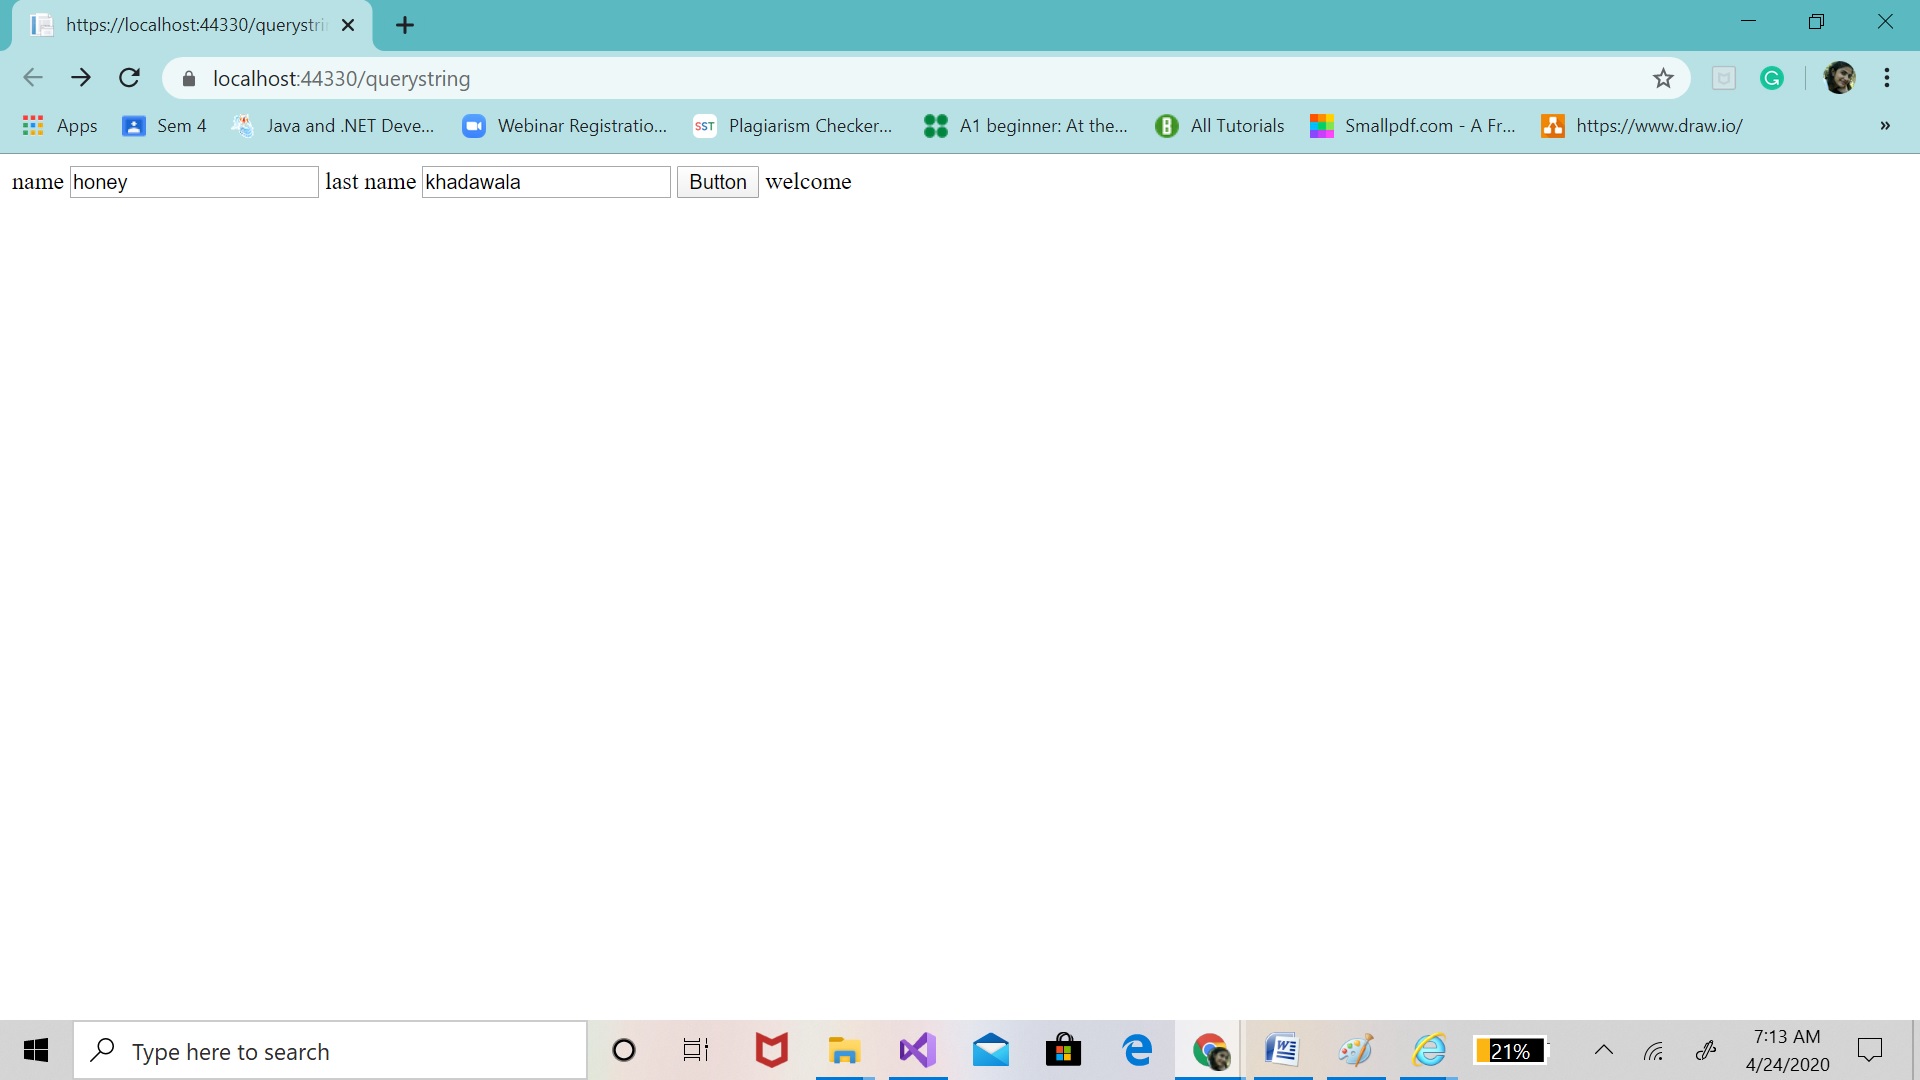 https://localhost:44330/querystri
localhost:44330/querystring
Apps Sem 4 Java and .NET Deve... Webinar Registratio... SST Plagiarism Checker... A1 beginner: At the... B All Tutorials Smallpdf.com - A Fr... https://www.draw.io/ »
name honey last name khadawala Button welcome
Type here to search 21% 7:13 AM
4/24/2020